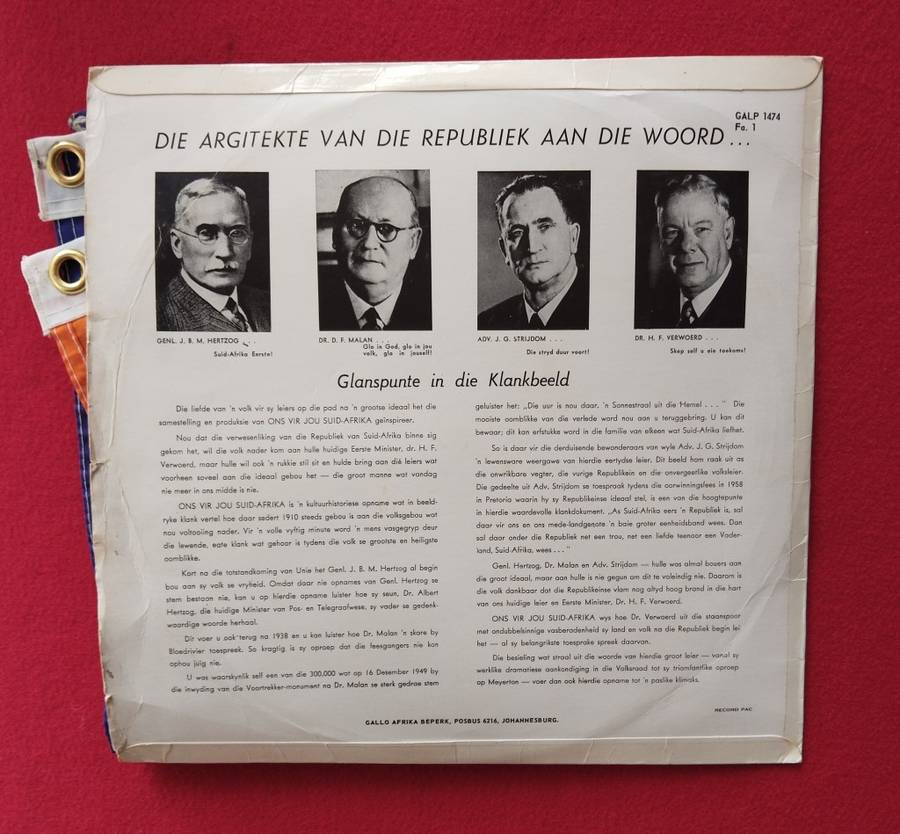 GALP 1474
Fa. 1
DIE ARGITEKTE VAN DIE REPUBLIEK AAN DIE WOORD ...
GENL. J. B. M. HERTZOG . . .
Suid-Afrika Eerste!
DR. D. F. MALAN . . .
Glo in God, glo in jou
volk, glo in jouself!
ADV. J. G. STRIJDOM . . .
Die stryd duur voort!
DR. H. F. VERWOERD . . .
Skep self u eie toekoms!
Glanspunte in die Klankbeeld
Die liefde van 'n volk vir sy leiers op die pad na 'n grootse ideaal het die
samestelling en produksie van ONS VIR JOU SUID-AFRIKA geïnspireer.
Nou dat die verwesenliking van die Republiek van Suid-Afrika binne sig
gekom het, wil die volk nader kom aan hulle huidige Eerste Minister, dr. H. F.
Verwoerd, maar hulle wil ook 'n rukkie stil sit en hulde bring aan dié leiers wat
voorheen soveel aan die ideaal gebou het — die groot manne wat vandag
nie meer in ons midde is nie.
ONS VIR JOU SUID-AFRIKA is 'n kultuurhistoriese opname wat in beeld-
ryke klank vertel hoe daar sedert 1910 steeds gebou is aan die volksgebou wat
nou voltooiing nader. Vir 'n volle vyftig minute word 'n mens vasgegryp deur
die lewende, egte klank wat gehoor is tydens die volk se grootste en heiligste
oomblikke.
Kort na die totstandkoming van Unie het Genl. J. B. M. Hertzog al begin
bou aan sy volk se vryheid. Omdat daar nie opnames van Genl. Hertzog se
stem bestaan nie, kan u op hierdie opname luister hoe sy seun, Dr. Albert
Hertzog, die huidige Minister van Pos- en Telegraafwese, sy vader se gedenk-
waardige woorde herhaal.
Dit voer u ook terug na 1938 en u kan luister hoe Dr. Malan 'n skare by
Bloedrivier toespreek. So kragtig is sy oproep dat die feesgangers nie kan
ophou juig nie.
U was waarskynlik self een van die 300,000 wat op 16 Desember 1949 by
die inwyding van die Voortrekker-monument na Dr. Malan se sterk gedrae stem
geluister het: „Die uur is nou daar, 'n Sonnestraal uit die Hemel . . . " Die
mooiste oomblikke van die verlede word nou aan u teruggebring. U kan dit
bewaar; dit kan erfstukke word in die familie van elkeen wat Suid-Afrika liefhet.
So is daar vir die derduisende bewonderaars van wyle Adv. J. G. Strijdom
'n lewensware weergawe van hierdie eertydse leier. Dit beeld hom raak uit as
die onwrikbare vegter, die vurige Republikein en die onvergeetlike volksleier.
Die gedeelte uit Adv. Strijdom se toespraak tydens die oorwinningsfees in 1958
in Pretoria waarin hy sy Republikeinse ideaal stel, is een van die hoogtepunte
in hierdie waardevolle klankdokument. „As Suid-Afrika eers 'n Republiek is, sal
daar vir ons en ons mede-landgenote 'n baie groter eenheidsband wees. Dan
sal daar onder die Republiek net een trou, net een liefde teenoor een Vader-
land, Suid-Afrika, wees . . . "
Genl. Hertzog, Dr. Malan en Adv. Strijdom — hulle was almal bouers aan
die groot ideaal, maar aan hulle is nie gegun om dit te voleindig nie. Daarom is
die volk dankbaar dat die Republikeinse vlam nog altyd hoog brand in die hart
van ons huidige leier en Eerste Minister, Dr. H. F. Verwoerd.
ONS VIR JOU SUID-AFRIKA wys hoe Dr. Verwoerd uit die staanspoor
met ondubbelsinnige vasberadenheid sy land en volk na die Republiek begin lei
het — al sy belangrikste toesprake spreek daarvan.
Die besieling wat straal uit die woorde van hierdie groot leier — vanaf sy
werklike dramatiese aankondiging in die Volksraad tot sy triomfantlike oproep
op Meyerton — voer dan ook hierdie opname tot 'n paslike klimaks.
RECORD PAC
GALLO AFRIKA BEPERK, POSBUS 6216, JOHANNESBURG.